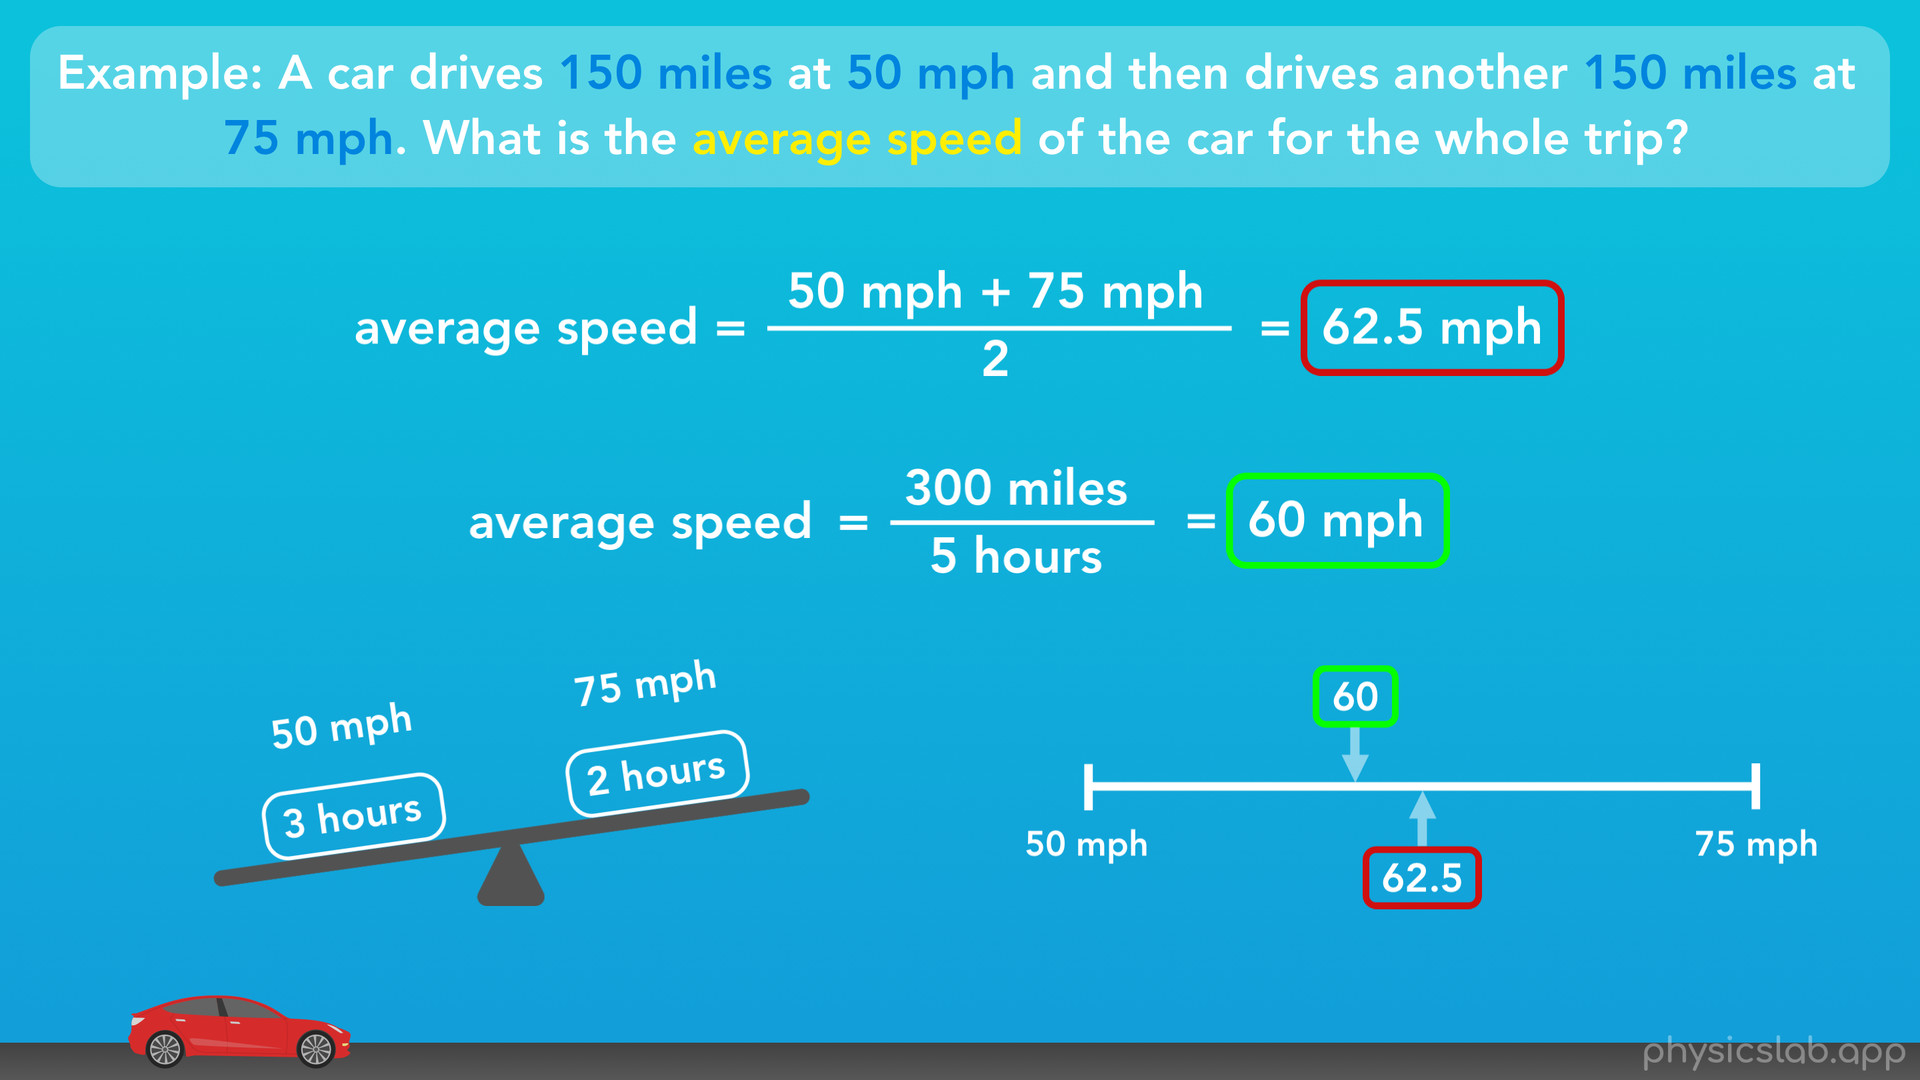 Example: A car drives 150 miles at 50 mph and then drives another 150 miles at
75 mph. What is the average speed of the car for the whole trip?
average speed = 50 mph + 75 mph / 2 = 62.5 mph
average speed = 300 miles / 5 hours = 60 mph
50 mph
75 mph
3 hours
2 hours
60
50 mph
75 mph
62.5
physicslab.app